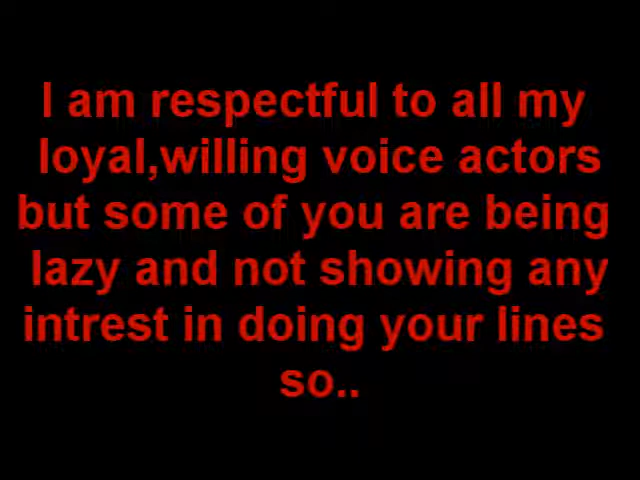 I am respectful to all my
loyal,willing voice actors
but some of you are being
lazy and not showing any
intrest in doing your lines
so..